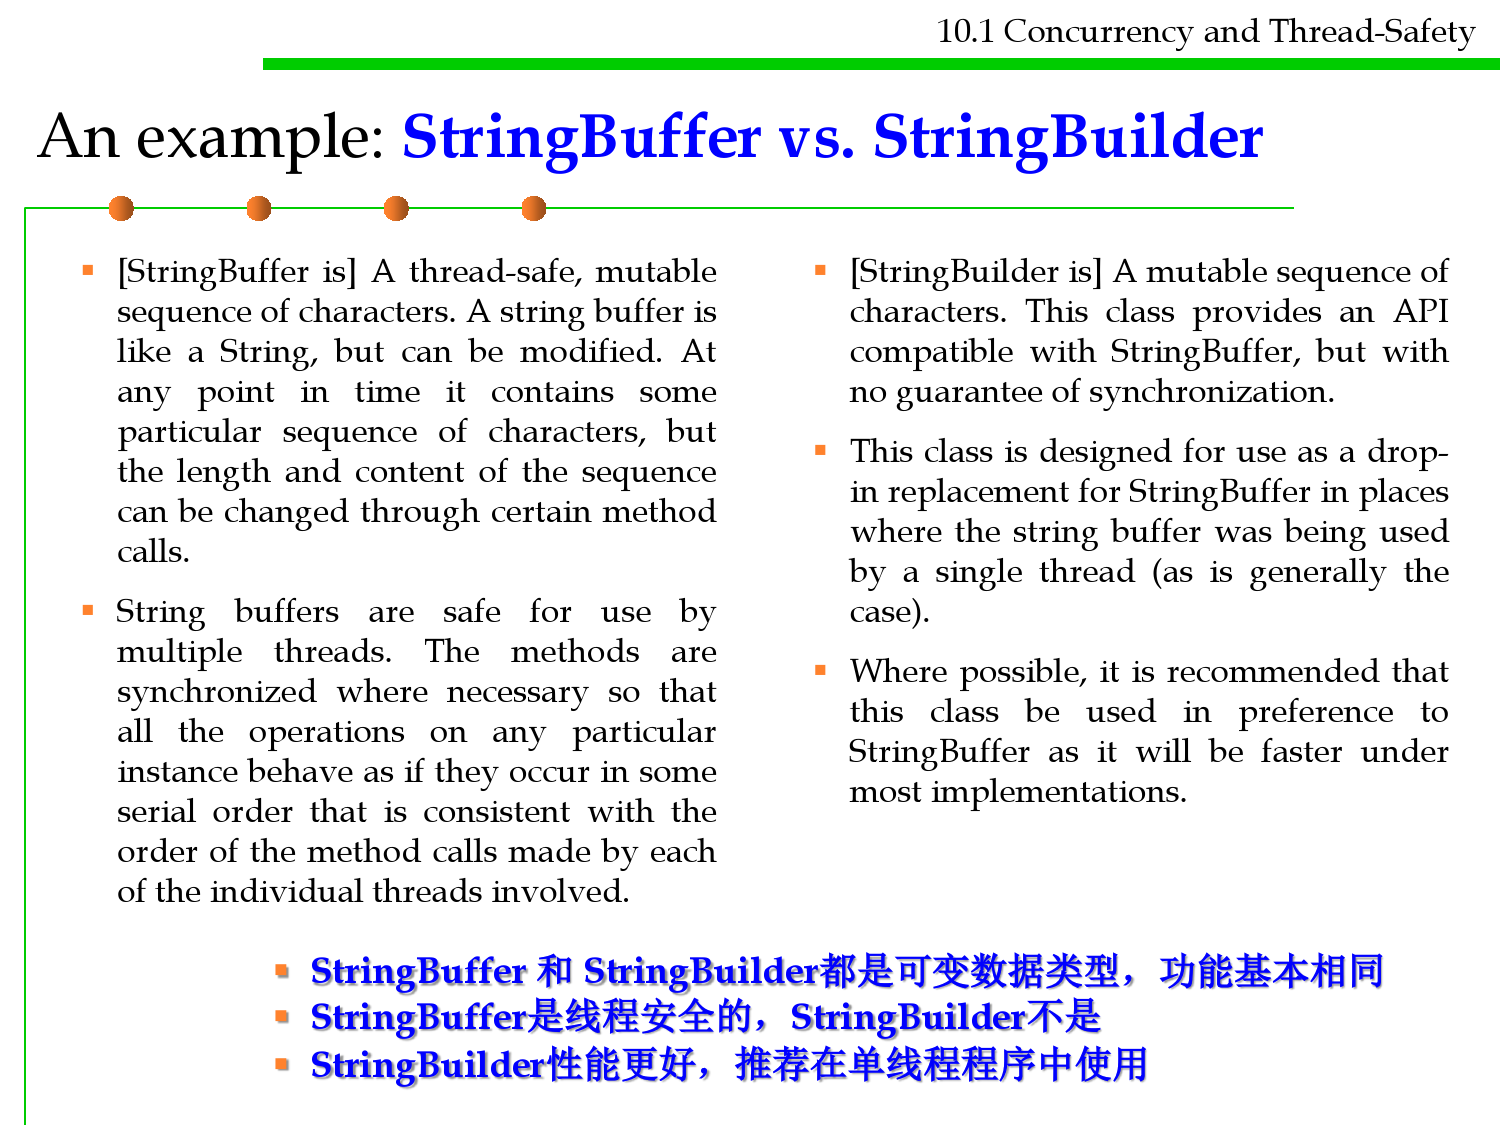 10.1 Concurrency and Thread-Safety
An example: StringBuffer vs. StringBuilder
[StringBuffer is] A thread-safe, mutable
sequence of characters. A string buffer is
like a String, but can be modified. At
any point in time it contains some
particular sequence of characters, but
the length and content of the sequence
can be changed through certain method
calls.
String buffers are safe for use by
multiple threads. The methods are
synchronized where necessary so that
all the operations on any particular
instance behave as if they occur in some
serial order that is consistent with the
order of the method calls made by each
of the individual threads involved.
[StringBuilder is] A mutable sequence of
characters. This class provides an API
compatible with StringBuffer, but with
no guarantee of synchronization.
This class is designed for use as a drop-
in replacement for StringBuffer in places
where the string buffer was being used
by a single thread (as is generally the
case).
Where possible, it is recommended that
this class be used in preference to
StringBuffer as it will be faster under
most implementations.
StringBuffer 和 StringBuilder都是可变数据类型，功能基本相同
StringBuffer是线程安全的，StringBuilder不是
StringBuilder性能更好，推荐在单线程程序中使用